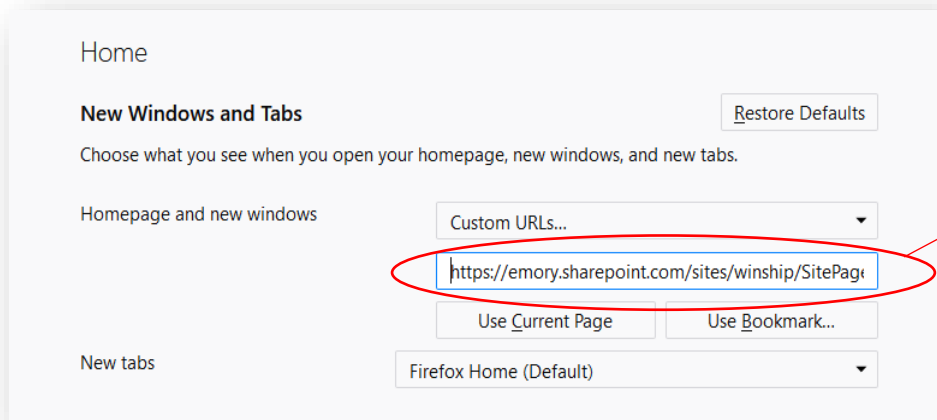 Home
New Windows and Tabs
Restore Defaults
Choose what you see when you open your homepage, new windows, and new tabs.
Homepage and new windows
Custom URLs...
https://emory.sharepoint.com/sites/winship/SitePage
Use Current Page
Use Bookmark...
New tabs
Firefox Home (Default)